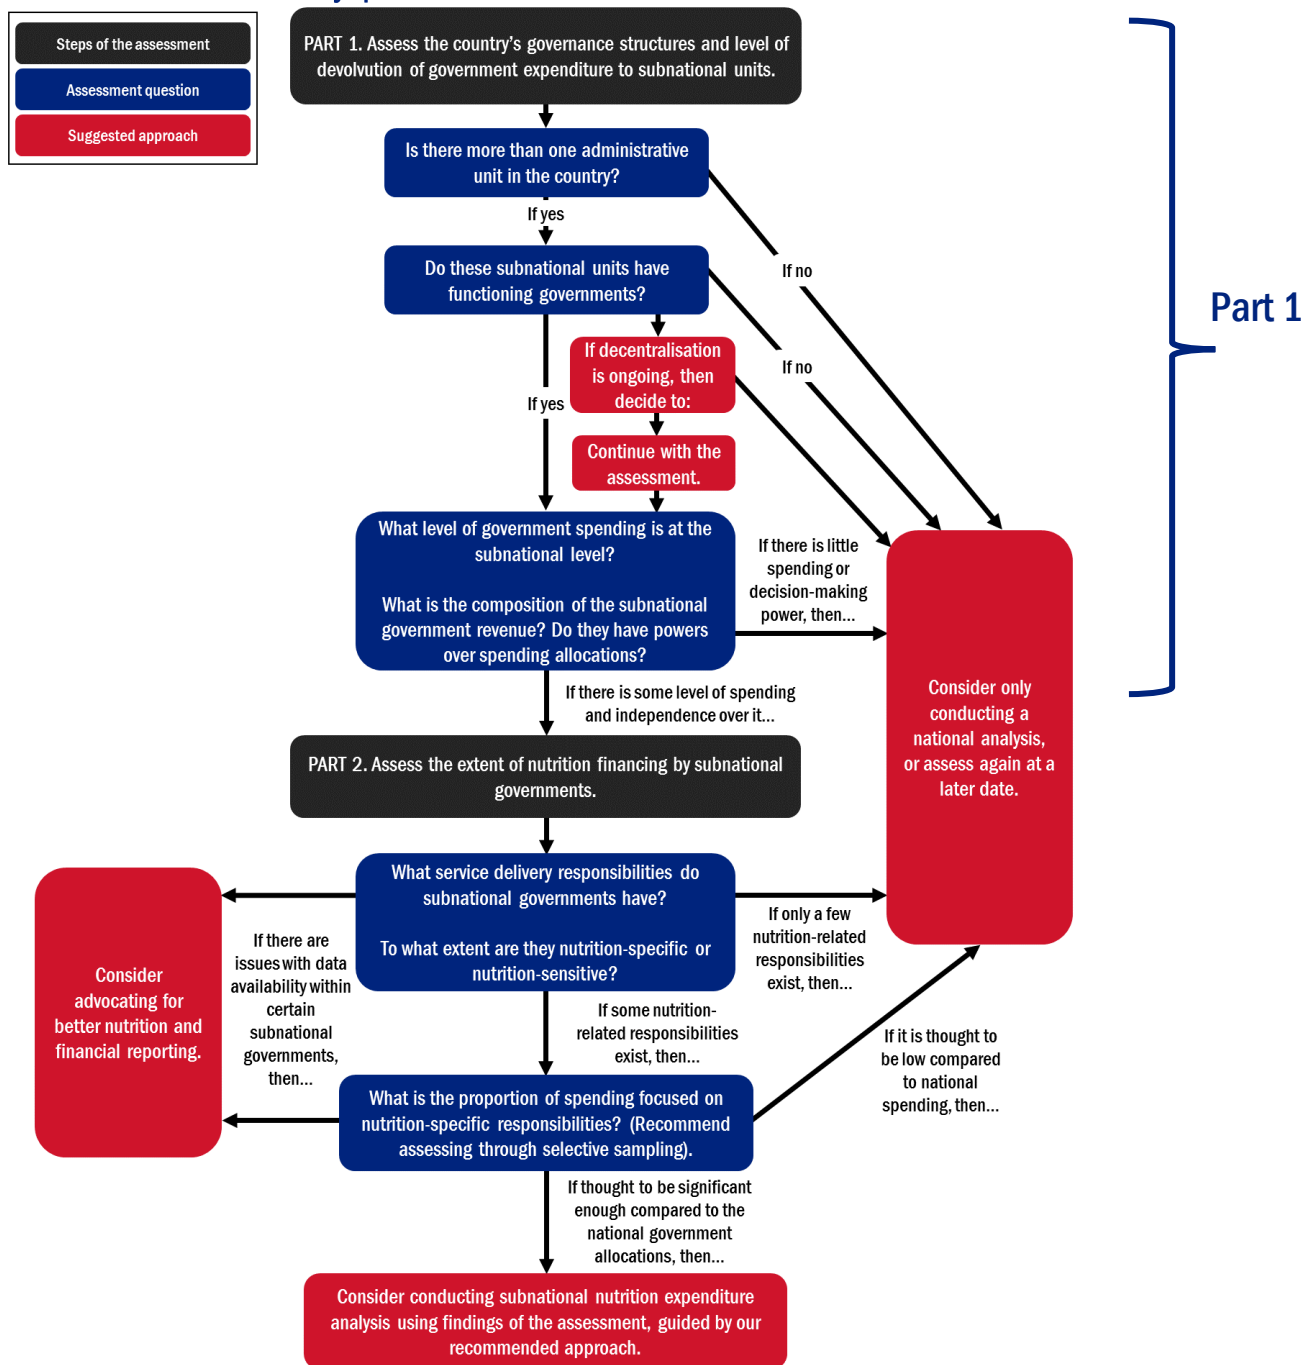 Steps of the assessment
Assessment question
Suggested approach
PART 1. Assess the country's governance structures and level of
devolvution of government expenditure to subnational units.
Is there more than one administrative
unit in the country?
If yes
Do these subnational units have
functioning governments?
If no
If no
Part 1
If decentralisation
is ongoing, then
decide to:
If yes
Continue with the
assessment.
What level of government spending is at the
subnational level?
What is the composition of the subnational
government revenue? Do they have powers
over spending allocations?
If there is little
spending or
decision-making
power, then...
Consider only
conducting a
national analysis,
or assess again at a
later date.
If there is some level of spending
and independence over it...
PART 2. Assess the extent of nutrition financing by subnational
governments.
What service delivery responsibilities do
subnational governments have?
To what extent are they nutrition-specific or
nutrition-sensitive?
If only a few
nutrition-related
responsibilities
exist, then...
If there are
issues with data
availability within
certain
subnational
governments,
then...
Consider
advocating for
better nutrition and
financial reporting.
If some nutrition-
related responsibilities
exist, then...
If it is thought to
be low compared
to national
spending, then...
What is the proportion of spending focused on
nutrition-specific responsibilities? (Recommend
assessing through selective sampling).
If thought to be significant
enough compared to the
national government
allocations, then...
Consider conducting subnational nutrition expenditure
analysis using findings of the assessment, guided by our
recommended approach.